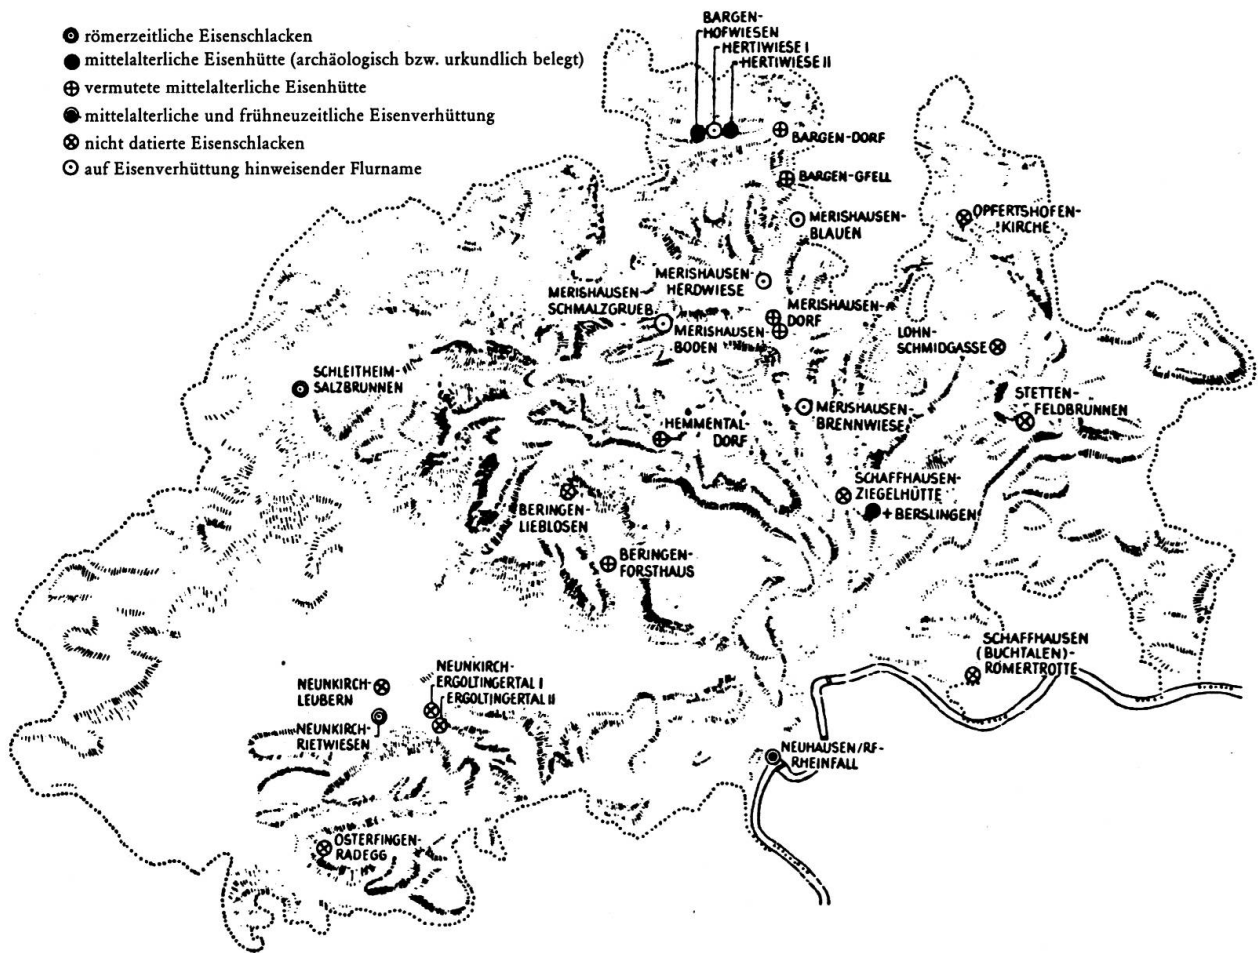 römerzeitliche Eisenschlacken
mittelalterliche Eisenhütte (archäologisch bzw. urkundlich belegt)
vermutete mittelalterliche Eisenhütte
mittelalterliche und frühneuzeitliche Eisenverhüttung
nicht datierte Eisenschlacken
auf Eisenverhüttung hinweisender Flurname
BARGEN-
HOFWIESEN
HERTIWIESE I
HERTIWIESE II
BARGEN-DORF
BARGEN-GFELL
MERISHAUSEN-
BLAUEN
OPFERTSHOFEN-
KIRCHE
MERISHAUSEN-
HERDWIESE
MERISHAUSEN-
SCHMALZGRUEB
MERISHAUSEN-
DORF
MERISHAUSEN-
BODEN
LOHN-
SCHMIDGASSE
SCHLEITHEIM-
SALZBRUNNEN
STETTEN-
FELDBRUNNEN
MERISHAUSEN-
BRENNWIESE
HEMMENTAL-
DORF
SCHAFFHAUSEN-
ZIEGELHÜTTE
+ BERSLINGEN
BERINGEN-
LIEBLOSEN
BERINGEN-
FORSTHAUS
SCHAFFHAUSEN
(BUCHTALEN)-
RÖMERTROTTE
NEUNKIRCH-
ERGOLTINGERTAL I
ERGOLTINGERTAL II
NEUNKIRCH-
LEUBERN
NEUNKIRCH-
RIETWIESEN
NEUHAUSEN/RF-
RHEINFALL
OSTERFINGEN-
RADEGG